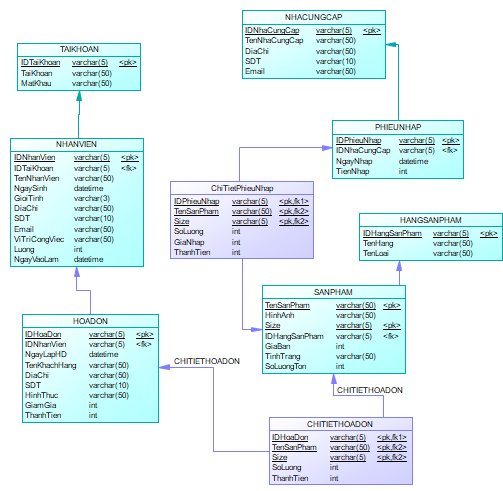 NHACUNGCAP
IDNhaCungCap varchar(5) <pk>
TenNhaCungCap varchar(50)
DiaChi varchar(50)
SDT varchar(10)
Email varchar(50)
TAIKHOAN
IDTaiKhoan varchar(5) <pk>
TaiKhoan varchar(50)
MatKhau varchar(50)
PHIEUNHAP
IDPhieuNhap varchar(5) <pk>
IDNhaCungCap varchar(5) <fk>
NgayNhap datetime
TienNhap int
NHANVIEN
IDNhanVien varchar(5) <pk>
IDTaiKhoan varchar(5) <fk>
TenNhanVien varchar(50)
NgaySinh datetime
GioiTinh varchar(3)
DiaChi varchar(50)
SDT varchar(10)
Email varchar(50)
ViTriCongViec varchar(50)
Luong int
NgayVaoLam datetime
ChiTietPhieuNhap
IDPhieuNhap varchar(5) <pk,fk1>
TenSanPham varchar(50) <pk,fk2>
Size varchar(5) <pk,fk2>
SoLuong int
GiaNhap int
ThanhTien int
HANGSANPHAM
IDHangSanPham varchar(5) <pk>
TenHang varchar(50)
TenLoai varchar(50)
SANPHAM
TenSanPham varchar(50) <pk>
HinhAnh varchar(50)
Size varchar(5) <pk>
IDHangSanPham varchar(5) <fk>
GiaBan int
TinhTrang varchar(50)
SoLuongTon int
HOADON
IDHoaDon varchar(5) <pk>
IDNhanVien varchar(5) <fk>
NgayLapHD datetime
TenKhachHang varchar(50)
DiaChi varchar(50)
SDT varchar(10)
HinhThuc varchar(50)
GiamGia int
ThanhTien int
CHITIETHOADON
CHITIETHOADON
CHITIETHOADON
IDHoaDon varchar(5) <pk,fk1>
TenSanPham varchar(50) <pk,fk2>
Size varchar(5) <pk,fk2>
SoLuong int
ThanhTien int